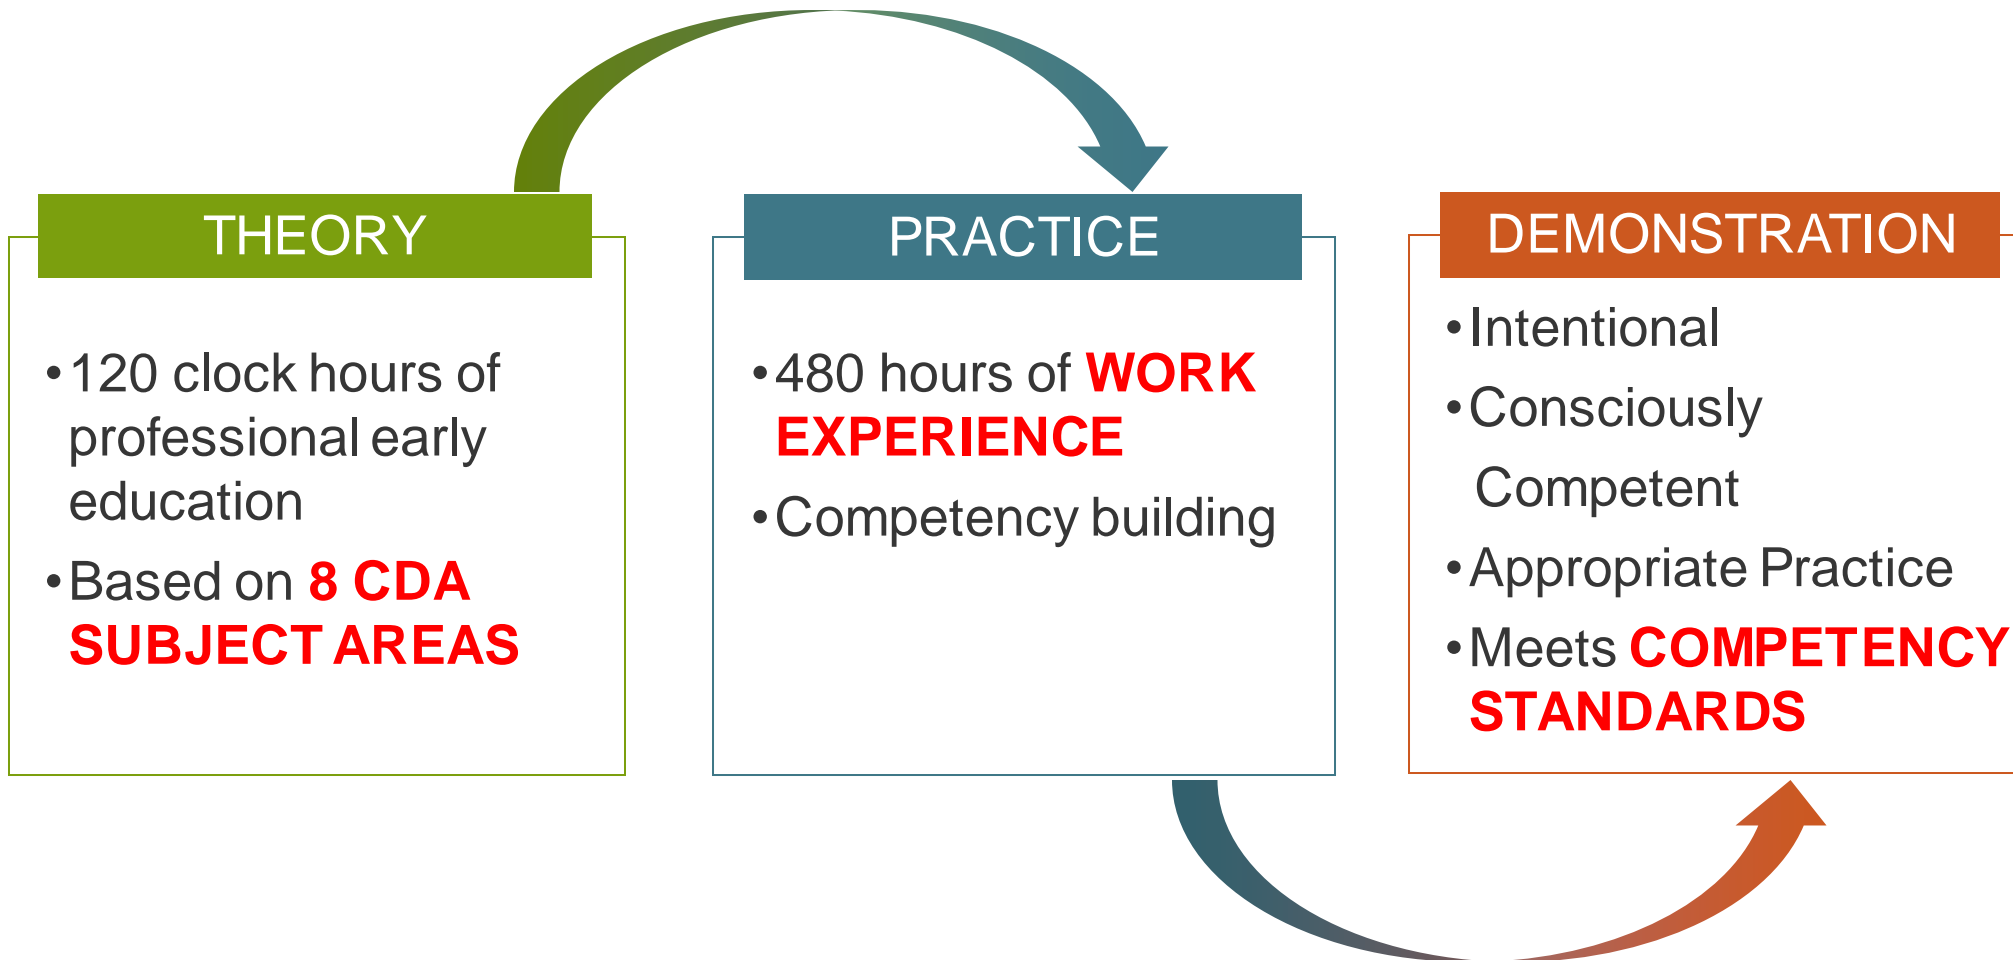 THEORY
•120 clock hours of
professional early
education
•Based on 8 CDA
SUBJECT AREAS
PRACTICE
•480 hours of WORK
EXPERIENCE
•Competency building
DEMONSTRATION
•Intentional
•Consciously
Competent
•Appropriate Practice
•Meets COMPETENCY
STANDARDS